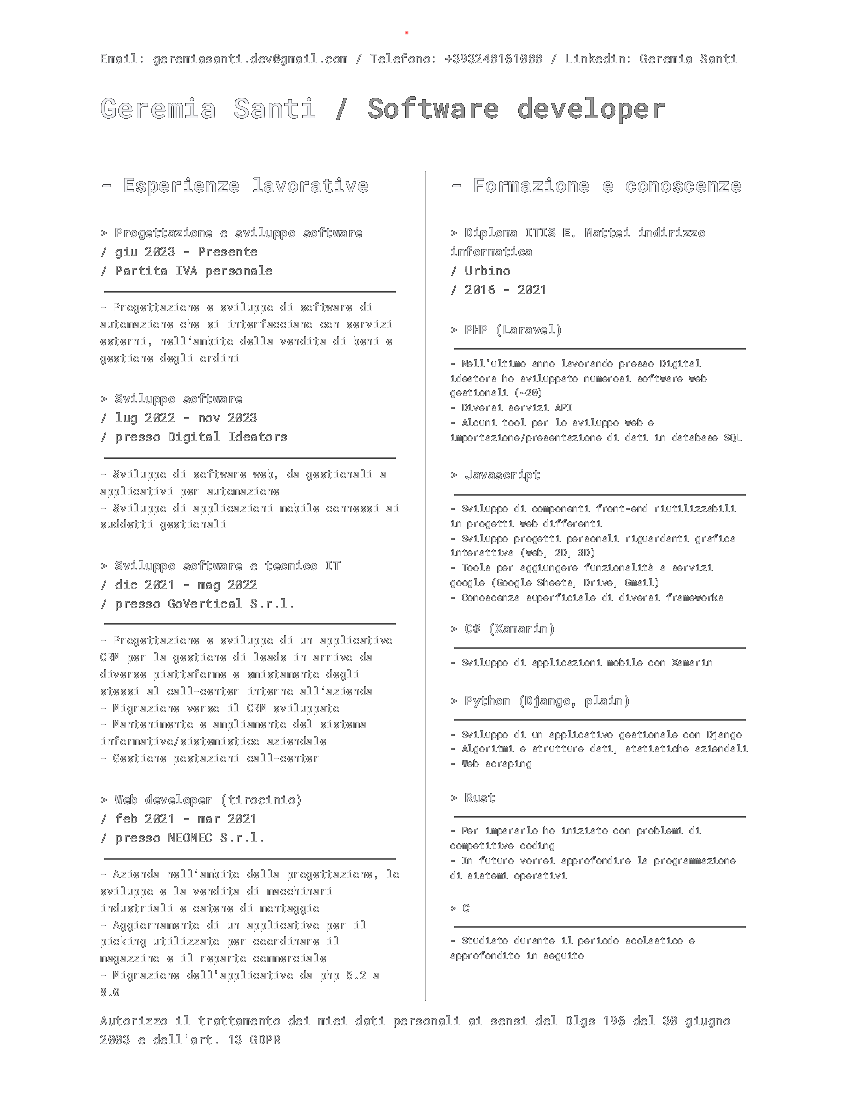 Email: geremiasanti.dev@gmail.com / Telefono: / Linkedin: Geremia Santi
Geremia Santi / Software developer
- Esperienze lavorative
> Progettazione e sviluppo software
/ giu 2023 - Presente
/ Partita IVA personale
- Progettazione e sviluppo di software di
automazione che si interfacciano con servizi
esterni, nell'ambito della vendita di beni e
gestione degli ordini
> Sviluppo software
/ lug 2022 - nov 2023
/ presso Digital Ideators
- Sviluppo di software web, da gestionali a
applicativi per automazione
- Sviluppo di applicazioni mobile connessi ai
suddetti gestionali
> Sviluppo software e tecnico IT
/ dic 2021 - mag 2022
/ presso GoVertical S.r.l.
- Progettazione e sviluppo di un applicativo
CRM per la gestione di leads in arrivo da
diverse piattaforme e smistamento degli
stessi al call-center interno all'azienda
- Migrazione verso il CRM sviluppato
- Mantenimento e ampliamento del sistema
informativo/sistemistico aziendale
- Gestione postazioni call-center
> Web developer (tirocinio)
/ feb 2021 - mar 2021
/ presso NEOMEC S.r.l.
- Azienda nell'ambito della progettazione, lo
sviluppo e la vendita di macchinari
industriali e catene di montaggio
- Aggiornamento di un applicativo per il
picking utilizzato per coordinare il
magazzino e il reparto commerciale
- Migrazione dell'applicativo da php 5.2 a
8.0
- Formazione e conoscenze
> Diploma ITIS E. Mattei indirizzo
informatica
/ Urbino
/ 2016 - 2021
> PHP (Laravel)
- Nell'ultimo anno lavorando presso Digital
ideators ho sviluppato numerosi software web
gestionali (~20)
- Diversi servizi API
- Alcuni tool per lo sviluppo web e
importazione/presentazione di dati in database SQL
> Javascript
- Sviluppo di componenti front-end riutilizzabili
in progetti web differenti
- Sviluppo progetti personali riguardanti grafica
interattiva (web, 2D, 3D)
- Tools per aggiungere funzionalità a servizi
google (Google Sheets, Drive, Gmail)
- Conoscenza superficiale di diversi frameworks
> C# (Xamarin)
- Sviluppo di applicazioni mobile con Xamarin
> Python (Django, plain)
- Sviluppo di un applicativo gestionale con Django
- Algoritmi e strutture dati, statistiche aziendali
- Web scraping
> Rust
- Per impararlo ho iniziato con problemi di
competitive coding
- In futuro vorrei approfondire la programmazione
di sistemi operativi
> C
- Studiato durante il periodo scolastico e
approfondito in seguito
Autorizzo il trattamento dei miei dati personali ai sensi del Dlgs 196 del 30 giugno
2003 e dell'art. 13 GDPR